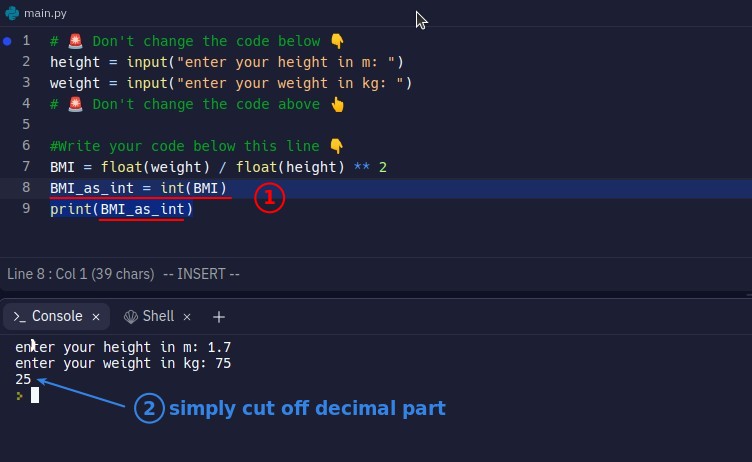 main.py
1 # 🚨 Don't change the code below 👇
2 height = input("enter your height in m: ")
3 weight = input("enter your weight in kg: ")
4 # 🚨 Don't change the code above 👆
5
6 #Write your code below this line 👇
7 BMI = float(weight) / float(height) ** 2
8 BMI_as_int = int(BMI)
1
9 print(BMI_as_int)
Line 8 : Col 1 (39 chars) -- INSERT --
>_ Console × Shell × +
enter your height in m: 1.7
enter your weight in kg: 75
25
2 simply cut off decimal part